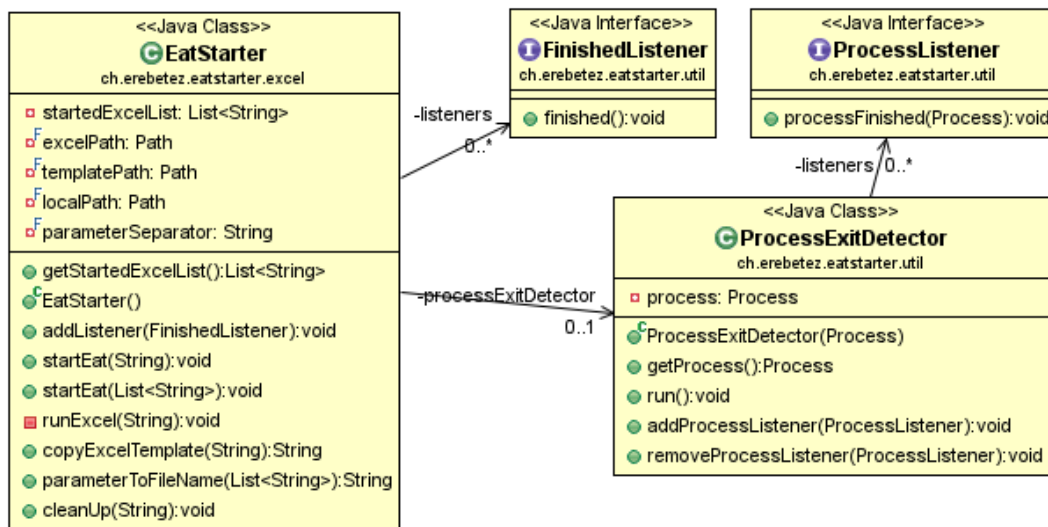 <<Java Class>>
EatStarter
ch.erebetez.eatstarter.excel
startedExcelList: List<String>
excelPath: Path
templatePath: Path
localPath: Path
parameterSeparator: String
getStartedExcelList():List<String>
EatStarter()
addListener(FinishedListener):void
startEat(String):void
startEat(List<String>):void
runExcel(String):void
copyExcelTemplate(String):String
parameterToFileName(List<String>):String
cleanUp(String):void
-listeners
0..*
<<Java Interface>>
FinishedListener
ch.erebetez.eatstarter.util
finished():void
<<Java Interface>>
ProcessListener
ch.erebetez.eatstarter.util
processFinished(Process):void
-listeners 0..*
-processExitDetector
0..1
<<Java Class>>
ProcessExitDetector
ch.erebetez.eatstarter.util
process: Process
ProcessExitDetector(Process)
getProcess():Process
run():void
addProcessListener(ProcessListener):void
removeProcessListener(ProcessListener):void